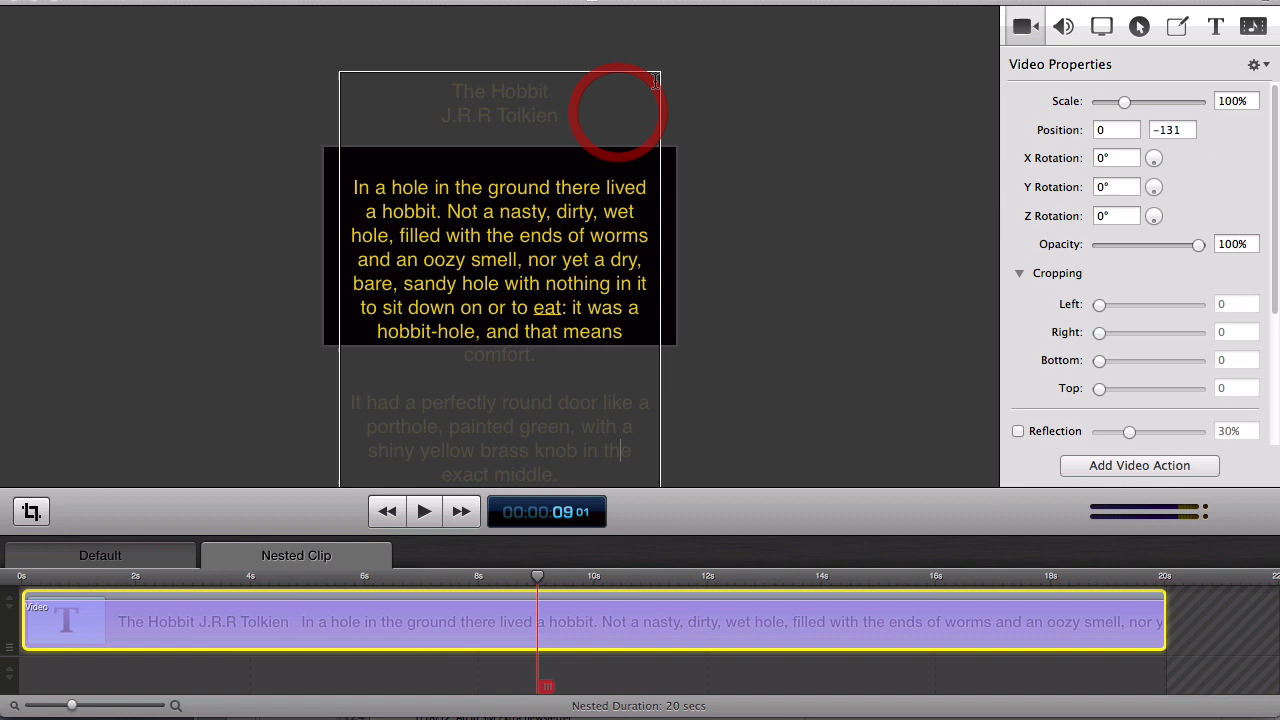 Video Properties
The Hobbit
J.R.R Tolkien
In a hole in the ground there lived
a hobbit. Not a nasty, dirty, wet
hole, filled with the ends of worms
and an oozy smell, nor yet a dry,
bare, sandy hole with nothing in it
to sit down on or to eat: it was a
hobbit-hole, and that means
comfort.
It had a perfectly round door like a
porthole, painted green, with a
shiny yellow brass knob in the
exact middle.
Scale: 100%
Position: 0 -131
X Rotation: 0°
Y Rotation: 0°
Z Rotation: 0°
Opacity: 100%
Cropping
Left: 0
Right: 0
Bottom: 0
Top: 0
Reflection 30%
Add Video Action
00:00:09 01
Default Nested Clip
0s 2s 4s 6s 8s 10s 12s 14s 16s 18s 20s 22
Video
T The Hobbit J.R.R Tolkien In a hole in the ground there lived a hobbit. Not a nasty, dirty, wet hole, filled with the ends of worms and an oozy smell, nor y
Nested Duration: 20 secs